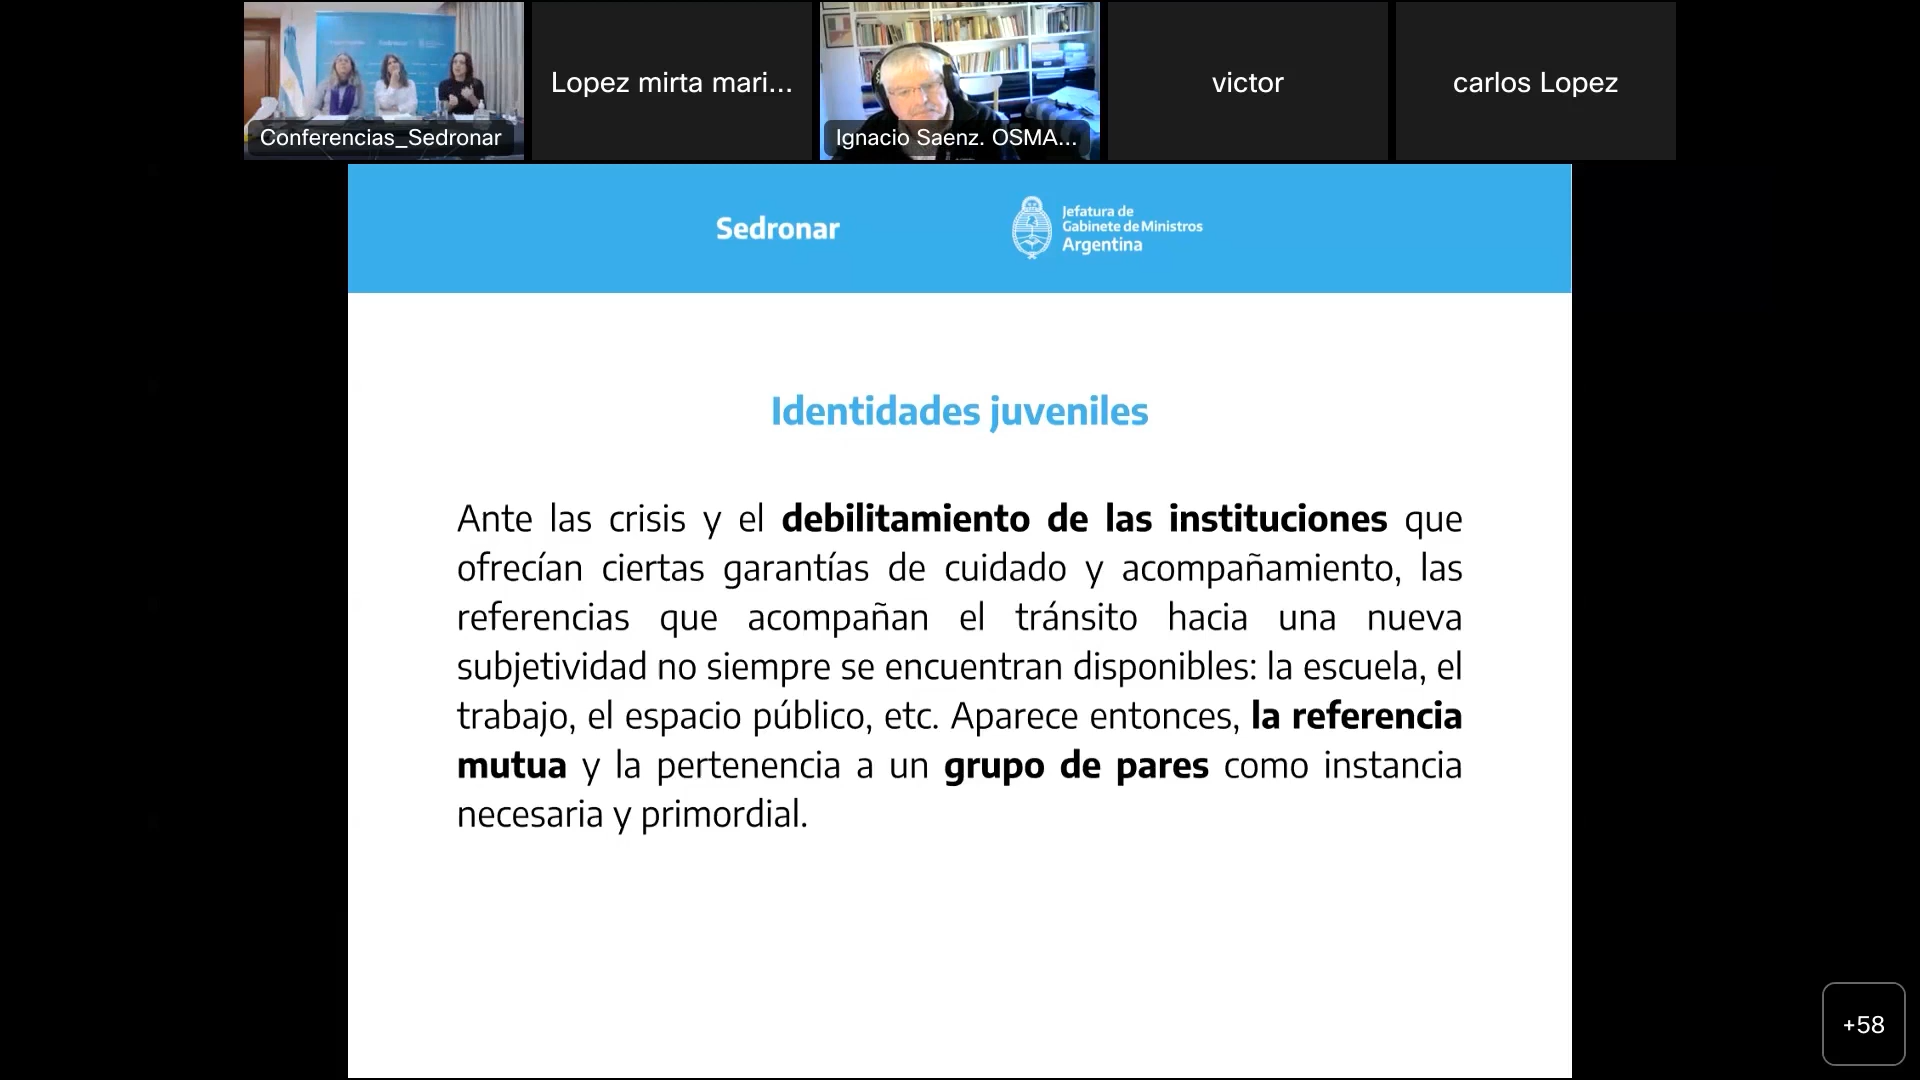 Conferencias_Sedronar
Lopez mirta mari...
Ignacio Saenz. OSMA...
victor
carlos Lopez
Sedronar
Jefatura de
Gabinete de Ministros
Argentina
Identidades juveniles
Ante las crisis y el debilitamiento de las instituciones que
ofrecían ciertas garantías de cuidado y acompañamiento, las
referencias que acompañan el tránsito hacia una nueva
subjetividad no siempre se encuentran disponibles: la escuela, el
trabajo, el espacio público, etc. Aparece entonces, la referencia
mutua y la pertenencia a un grupo de pares como instancia
necesaria y primordial.
+58